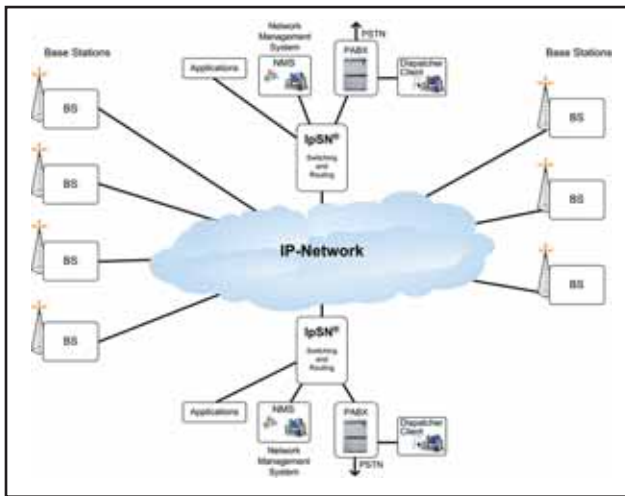 Network
Management
System
PSTN
Base Stations
Base Stations
Applications
NMS
PABX
Dispatcher
Client
BS
BS
IpSN®
Switching
and
Routing
BS
BS
IP-Network
BS
BS
BS
IpSN®
Switching
and
Routing
Applications
NMS
PABX
Dispatcher
Client
Network
Management
System
PSTN